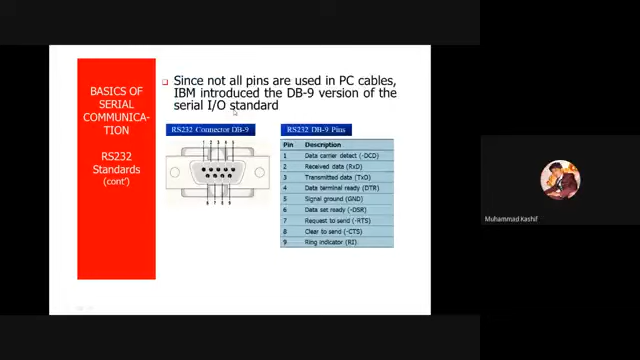 BASICS OF
SERIAL
COMMUNICA-
TION
RS232
Standards
(cont')
Since not all pins are used in PC cables,
IBM introduced the DB-9 version of the
serial I/O standard
RS232 Connector DB-9
1 2 3 4 5
6 7 8 9
RS232 DB-9 Pins
Pin Description
1 Data carrier detect (-DCD)
2 Received data (RxD)
3 Transmitted data (TxD)
4 Data terminal ready (DTR)
5 Signal ground (GND)
6 Data set ready (-DSR)
7 Request to send (-RTS)
8 Clear to send (-CTS)
9 Ring indicator (RI)
Muhammad Kashif